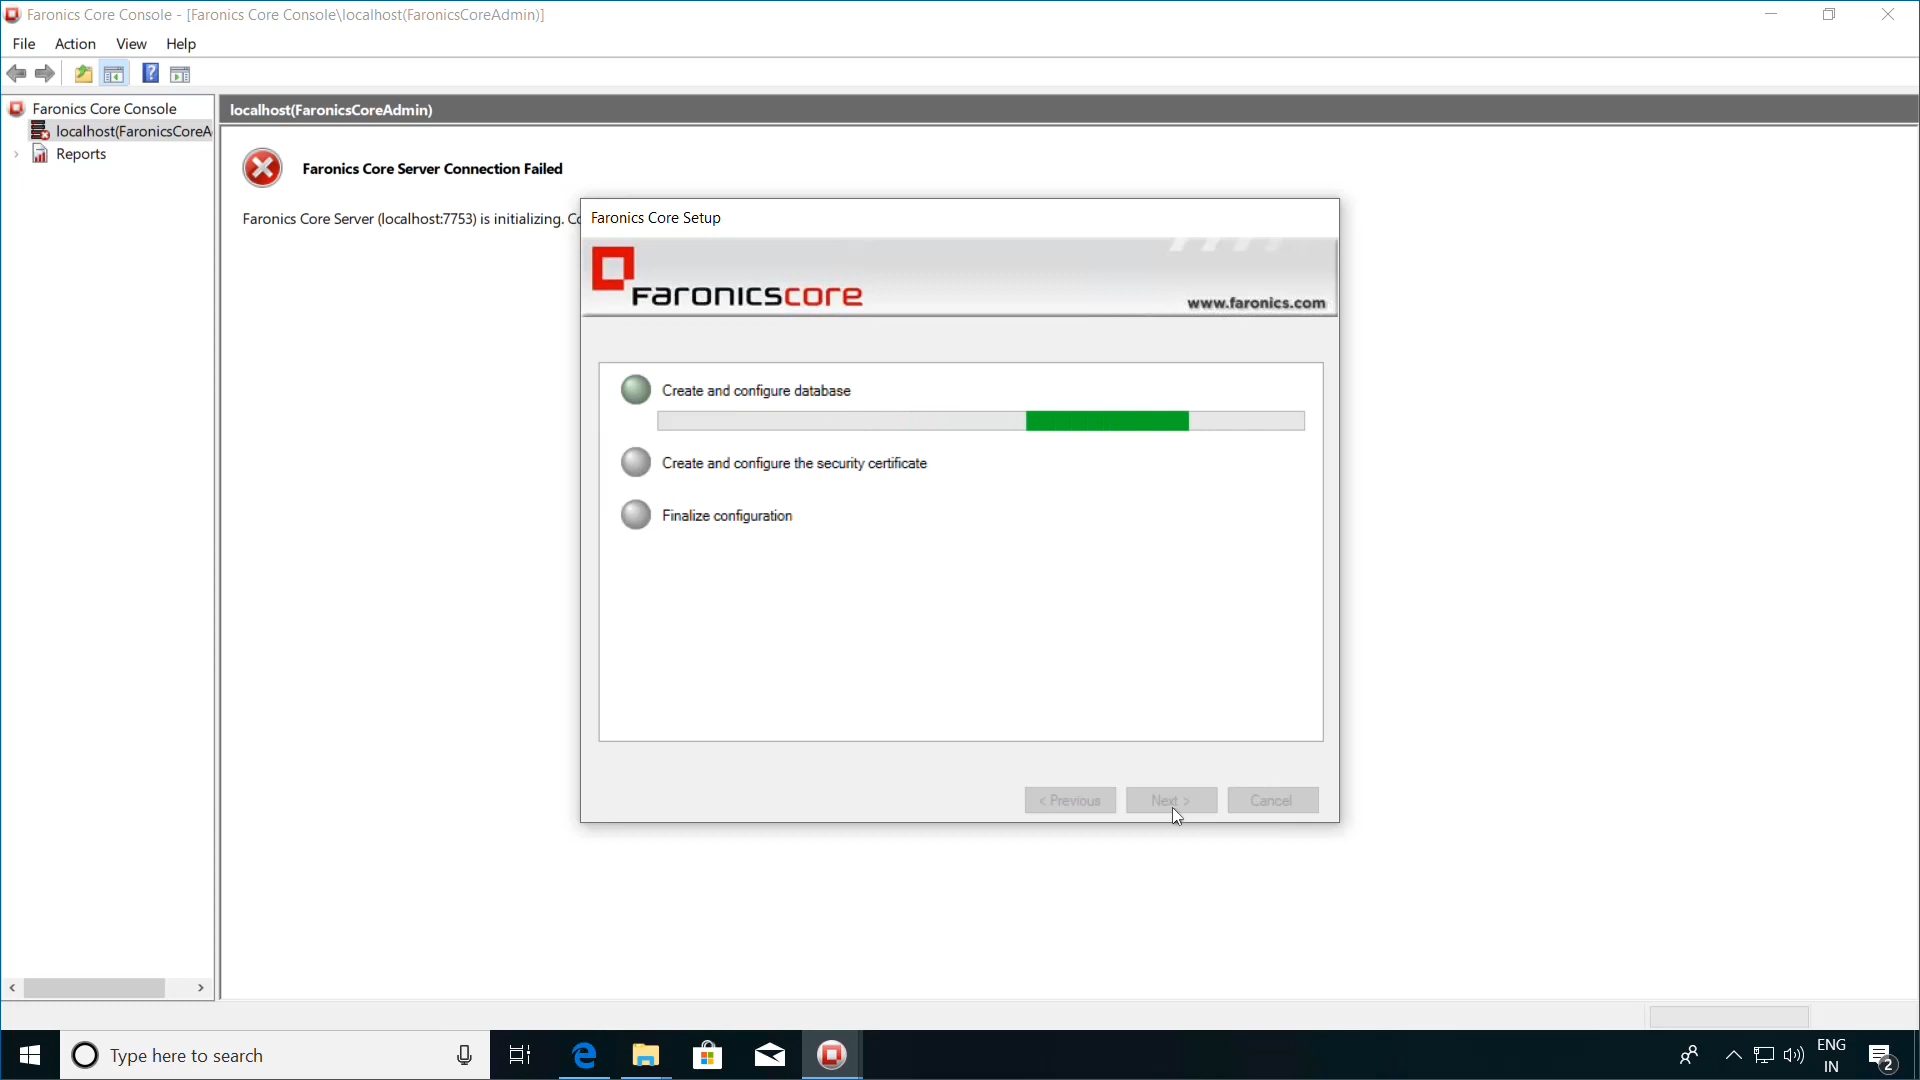 Faronics Core Console - [Faronics Core Console\localhost(FaronicsCoreAdmin)]
File Action View Help
Faronics Core Console
localhost(FaronicsCoreA
Reports
localhost(FaronicsCoreAdmin)
Faronics Core Server Connection Failed
Faronics Core Server (localhost:7753) is initializing. Co
Faronics Core Setup
Faronicscore
www.faronics.com
Create and configure database
Create and configure the security certificate
Finalize configuration
< Previous Next > Cancel
Type here to search
ENG
IN
2